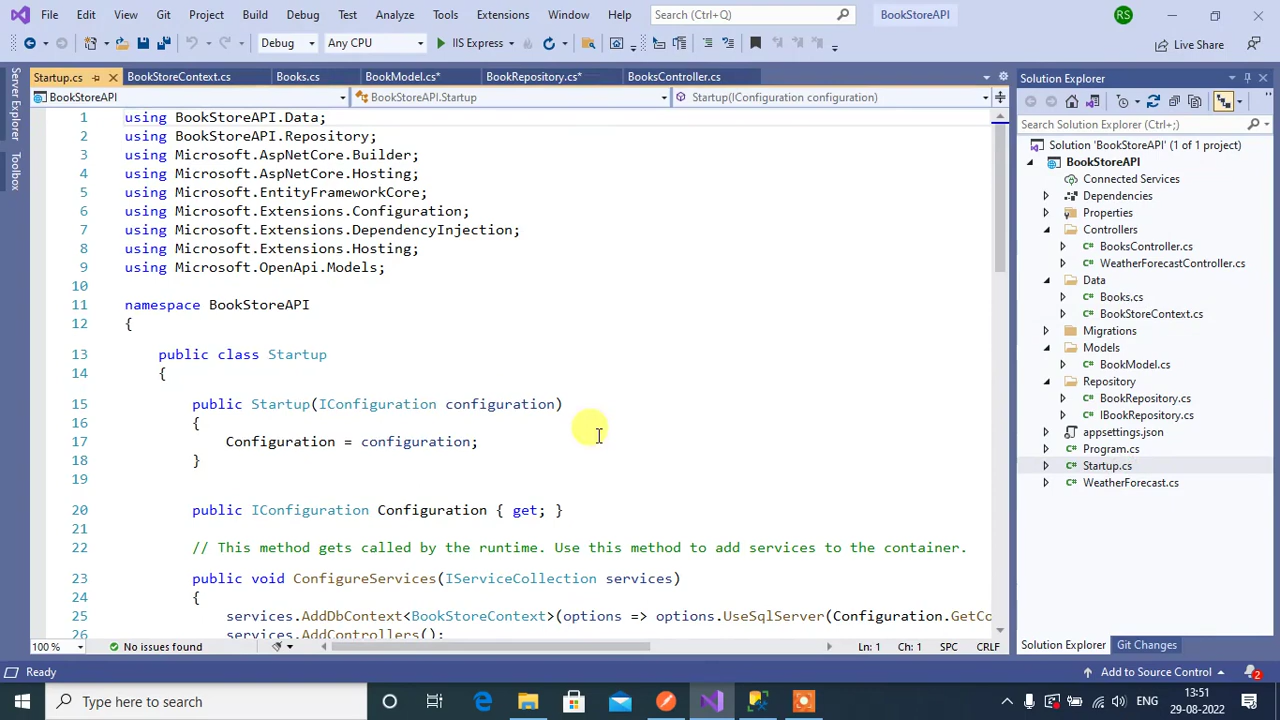 File Edit View Git Project Build Debug Test Analyze Tools Extensions Window Help Search (Ctrl+Q) BookStoreAPI RS
Debug Any CPU IIS Express Live Share
Startup.cs BookStoreContext.cs Books.cs BookModel.cs* BookRepository.cs* BooksController.cs
BookStoreAPI BookStoreAPI.Startup Startup(IConfiguration configuration)
Server Explorer
Toolbox
1 using BookStoreAPI.Data;
2 using BookStoreAPI.Repository;
3 using Microsoft.AspNetCore.Builder;
4 using Microsoft.AspNetCore.Hosting;
5 using Microsoft.EntityFrameworkCore;
6 using Microsoft.Extensions.Configuration;
7 using Microsoft.Extensions.DependencyInjection;
8 using Microsoft.Extensions.Hosting;
9 using Microsoft.OpenApi.Models;
10
11 namespace BookStoreAPI
12 {
13 public class Startup
14 {
15 public Startup(IConfiguration configuration)
16 {
17 Configuration = configuration;
18 }
19
20 public IConfiguration Configuration { get; }
21
22 // This method gets called by the runtime. Use this method to add services to the container.
23 public void ConfigureServices(IServiceCollection services)
24 {
25 services.AddDbContext<BookStoreContext>(options => options.UseSqlServer(Configuration.GetCo
26 services.AddControllers();
100 % No issues found Ln: 1 Ch: 1 SPC CRLF
Solution Explorer
Search Solution Explorer (Ctrl+;)
Solution 'BookStoreAPI' (1 of 1 project)
BookStoreAPI
Connected Services
Dependencies
Properties
Controllers
BooksController.cs
WeatherForecastController.cs
Data
Books.cs
BookStoreContext.cs
Migrations
Models
BookModel.cs
Repository
BookRepository.cs
IBookRepository.cs
appsettings.json
Program.cs
Startup.cs
WeatherForecast.cs
Solution Explorer Git Changes
Ready Add to Source Control 2
Type here to search ENG 13:51
29-08-2022